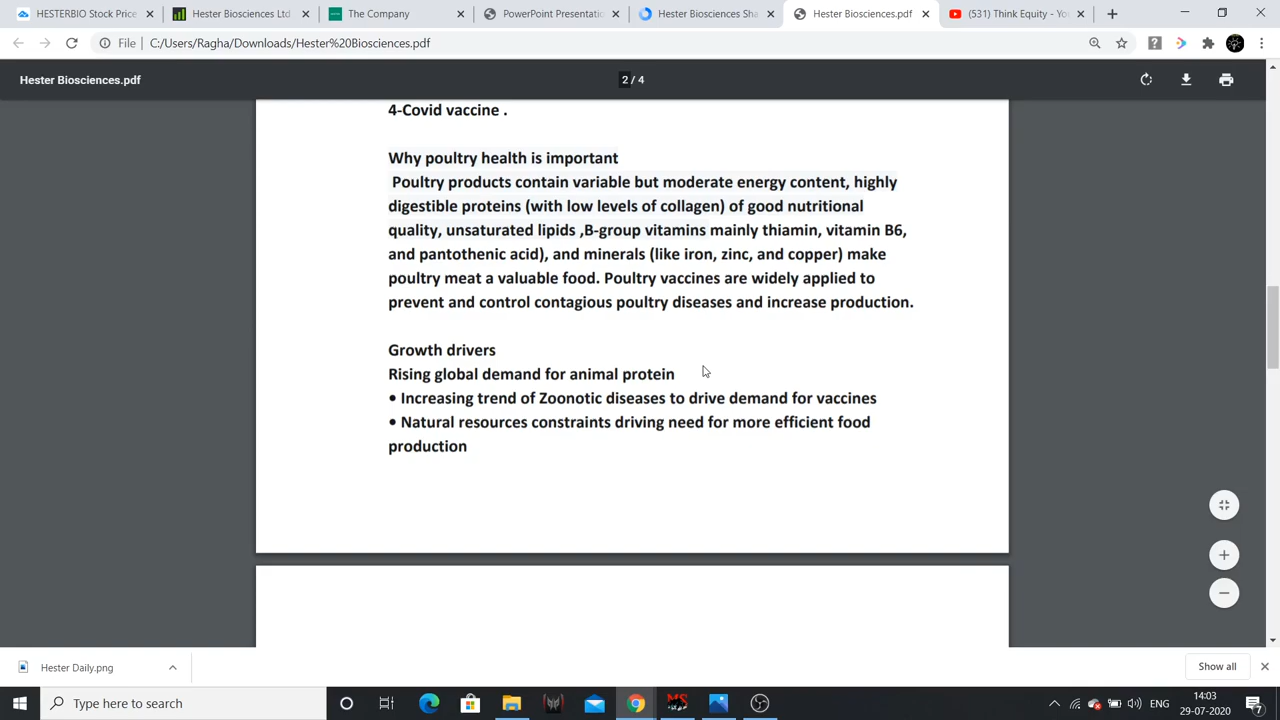 HESTERBIO Stock Price
Hester Biosciences Ltd
The Company
PowerPoint Presentatio
Hester Biosciences Sha
Hester Biosciences.pdf
(531) Think Equity - Yo
File C:/Users/Ragha/Downloads/Hester%20Biosciences.pdf
Hester Biosciences.pdf
2 / 4
4-Covid vaccine .
Why poultry health is important
Poultry products contain variable but moderate energy content, highly
digestible proteins (with low levels of collagen) of good nutritional
quality, unsaturated lipids ,B-group vitamins mainly thiamin, vitamin B6,
and pantothenic acid), and minerals (like iron, zinc, and copper) make
poultry meat a valuable food. Poultry vaccines are widely applied to
prevent and control contagious poultry diseases and increase production.
Growth drivers
Rising global demand for animal protein
• Increasing trend of Zoonotic diseases to drive demand for vaccines
• Natural resources constraints driving need for more efficient food
production
Hester Daily.png
Show all
Type here to search
ENG
14:03
29-07-2020
7